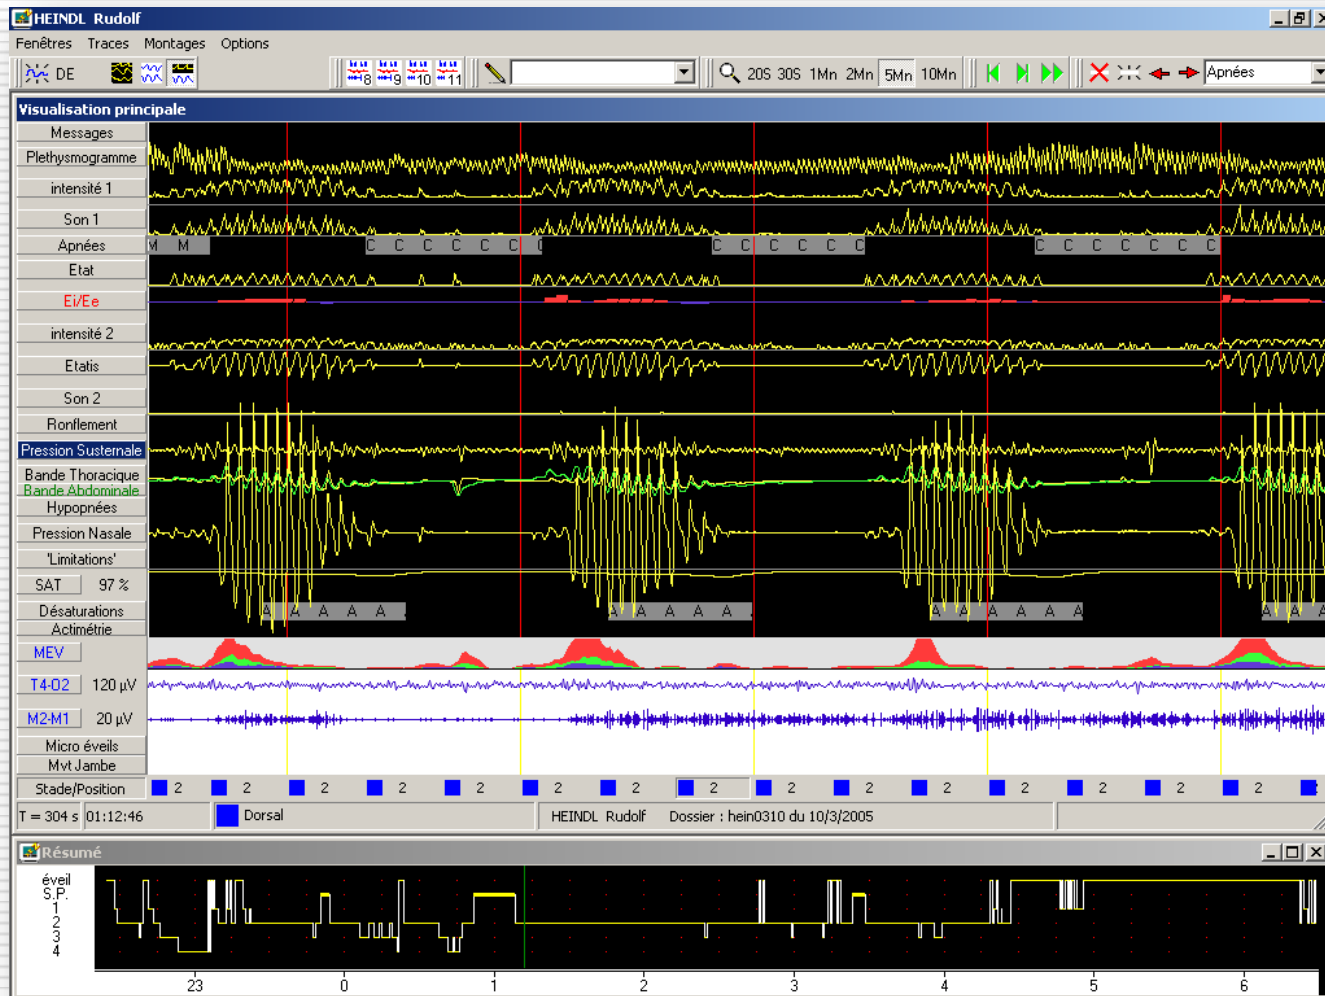 HEINDL Rudolf
Fenêtres Traces Montages Options
DE 8 9 10 11 20S 30S 1Mn 2Mn 5Mn 10Mn Apnées
Visualisation principale
Messages
Plethysmogramme
intensité 1
Son 1
Apnées M M C C C C C C C C C C C C C C C C C C C
Etat
Ei/Ee
intensité 2
Etatis
Son 2
Ronflement
Pression Susternale
Bande Thoracique
Bande Abdominale
Hypopnées
Pression Nasale
'Limitations'
SAT 97 %
Désaturations A A A A A A A A A A A A A A A A A A A
Actimétrie
MEV
T4-O2 120 µV
M2-M1 20 µV
Micro éveils
Mvt Jambe
Stade/Position 2 2 2 2 2 2 2 2 2 2 2 2 2 2 2
T = 304 s 01:12:46 Dorsal HEINDL Rudolf Dossier : hein0310 du 10/3/2005
Résumé
éveil
S.P.
1
2
3
4
23 0 1 2 3 4 5 6